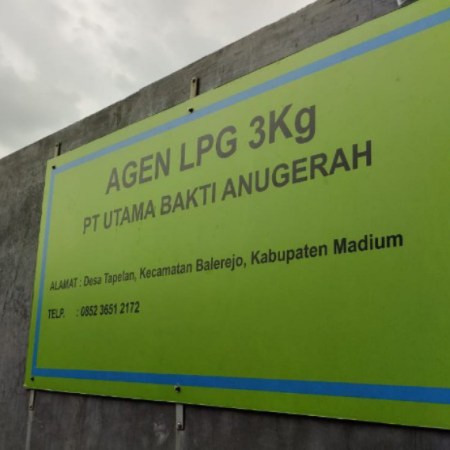 AGEN LPG 3Kg
PT UTAMA BAKTI ANUGERAH
ALAMAT : Desa Tapelan, Kecamatan Balerejo, Kabupaten Madium
TELP. : 0852 3651 2172